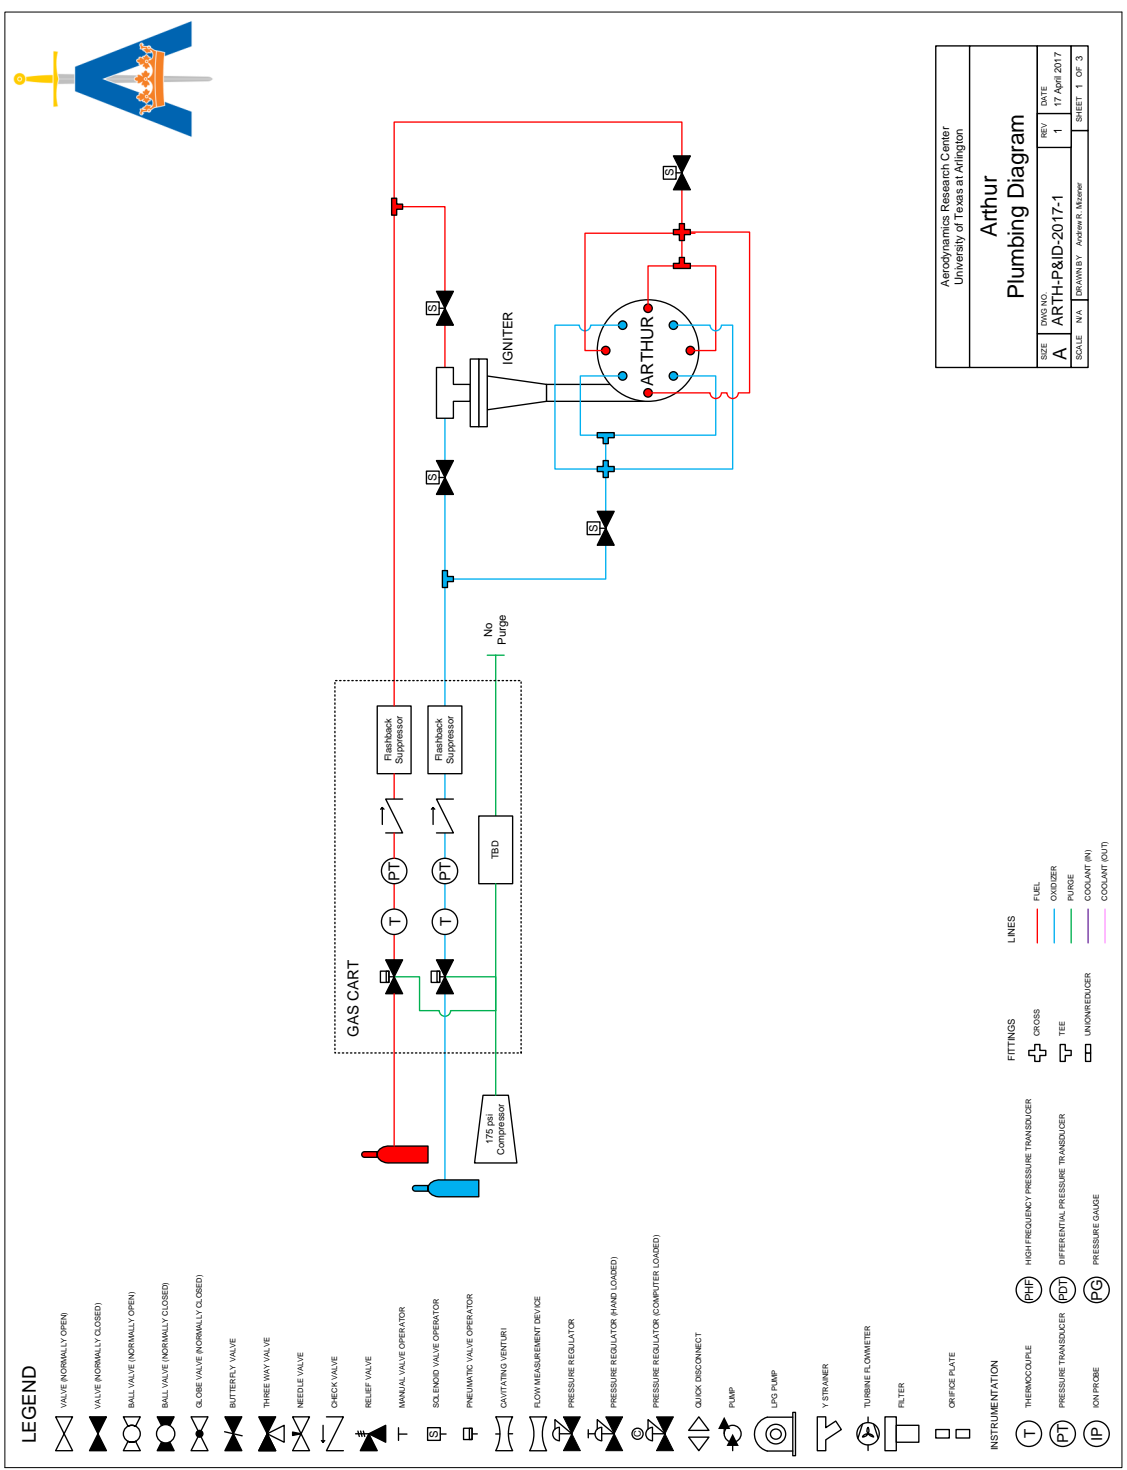 LEGEND
VALVE (NORMALLY OPEN)
VALVE (NORMALLY CLOSED)
BALL VALVE (NORMALLY OPEN)
BALL VALVE (NORMALLY CLOSED)
GLOBE VALVE (NORMALLY CLOSED)
BUTTERFLY VALVE
THREE WAY VALVE
NEEDLE VALVE
CHECK VALVE
RELIEF VALVE
MANUAL VALVE OPERATOR
S
SOLENOID VALVE OPERATOR
PNEUMATIC VALVE OPERATOR
CAVITATING VENTURI
FLOW MEASUREMENT DEVICE
PRESSURE REGULATOR
PRESSURE REGULATOR (HAND LOADED)
C
PRESSURE REGULATOR (COMPUTER LOADED)
QUICK DISCONNECT
PUMP
LPG PUMP
Y STRAINER
TURBINE FLOWMETER
FILTER
ORIFICE PLATE
INSTRUMENTATION
T
THERMOCOUPLE
PT
PRESSURE TRANSDUCER
IP
ION PROBE
PHF
HIGH FREQUENCY PRESSURE TRANSDUCER
PDT
DIFFERENTIAL PRESSURE TRANSDUCER
PG
PRESSURE GAUGE
FITTINGS
CROSS
TEE
UNION/REDUCER
LINES
FUEL
OXIDIZER
PURGE
COOLANT (IN)
COOLANT (OUT)
GAS CART
175 psi
Compressor
T
PT
Flashback
Suppressor
T
PT
Flashback
Suppressor
TBD
No
Purge
S
S
S
S
IGNITER
ARTHUR
Aerodynamics Research Center
University of Texas at Arlington
Arthur
Plumbing Diagram
SIZE
A
DWG NO.
ARTH-P&ID-2017-1
REV
1
DATE
17 April 2017
SCALE N/A
DRAWN BY Andrew R. Mizener
SHEET 1 OF 3